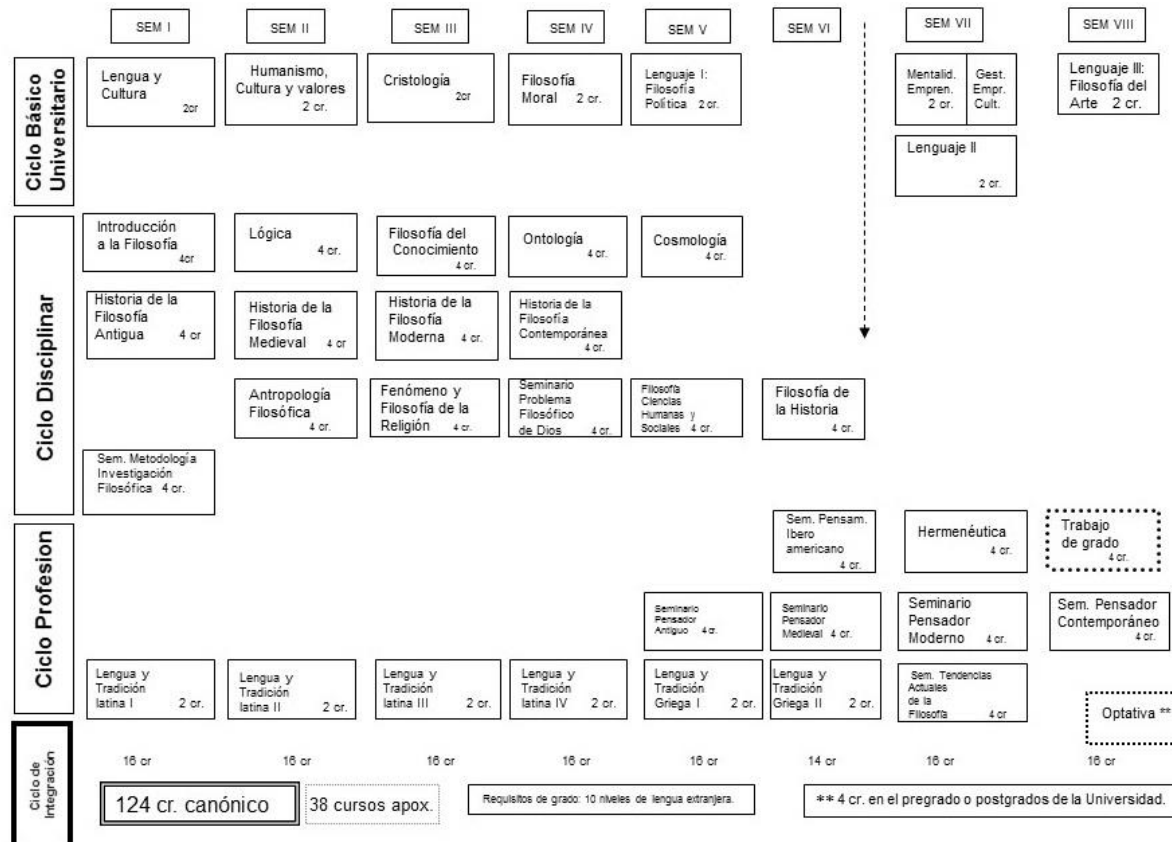 SEM I
SEM II
SEM III
SEM IV
SEM V
SEM VI
SEM VII
SEM VIII
Ciclo Básico
Universitario
Lengua y
Cultura
2cr
Humanismo,
Cultura y valores
2 cr.
Cristología
2cr
Filosofía
Moral 2 cr.
Lenguaje I:
Filosofía
Política 2 cr.
Mentalid.
Empren.
2 cr.
Gest.
Empr.
Cult.
Lenguaje III:
Filosofía del
Arte 2 cr.
Lenguaje II
2 cr.
Ciclo Disciplinar
Introducción
a la Filosofía
4cr
Lógica
4 cr.
Filosofía del
Conocimiento
4 cr.
Ontología
4 cr.
Cosmología
4 cr.
Historia de la
Filosofía
Antigua 4 cr
Historia de la
Filosofía
Medieval 4 cr
Historia de la
Filosofía
Moderna 4 cr.
Historia de la
Filosofía
Contemporánea
4 cr.
Antropología
Filosófica
4 cr.
Fenómeno y
Filosofía de la
Religión 4 cr.
Seminario
Problema
Filosófico
de Dios 4 cr.
Filosofía
Ciencias
Humanas y
Sociales 4 cr.
Filosofía de
la Historia
4 cr.
Sem. Metodología
Investigación
Filosófica 4 cr.
Ciclo Profesion
Sem. Pensam.
Ibero
americano
4 cr.
Hermenéutica
4 cr.
Trabajo
de grado
4 cr.
Seminario
Pensador
Antiguo 4 cr.
Seminario
Pensador
Medieval 4 cr.
Seminario
Pensador
Moderno 4 cr.
Sem. Pensador
Contemporáneo
4 cr.
Lengua y
Tradición
latina I 2 cr.
Lengua y
Tradición
latina II 2 cr.
Lengua y
Tradición
latina III 2 cr.
Lengua y
Tradición
latina IV 2 cr.
Lengua y
Tradición
Griega I 2 cr.
Lengua y
Tradición
Griega II 2 cr.
Sem. Tendencias
Actuales
de la
Filosofía 4 cr
Optativa **
Ciclo de
Integración
16 cr
16 cr
16 cr
16 cr
16 cr
14 cr
16 cr
16 cr
124 cr. canónico
38 cursos apox.
Requisitos de grado: 10 niveles de lengua extranjera.
** 4 cr. en el pregrado o postgrados de la Universidad.